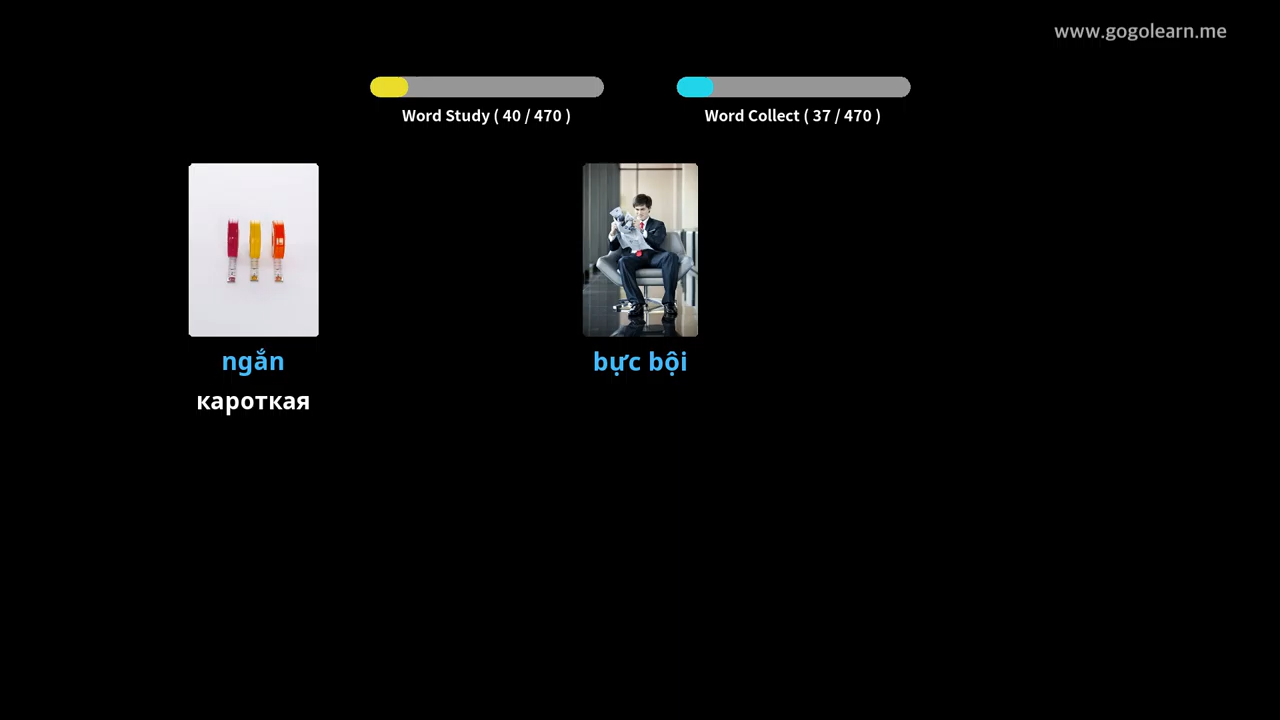 www.gogolearn.me
Word Study ( 40 / 470 )
Word Collect ( 37 / 470 )
ngắn
кароткая
bực bội